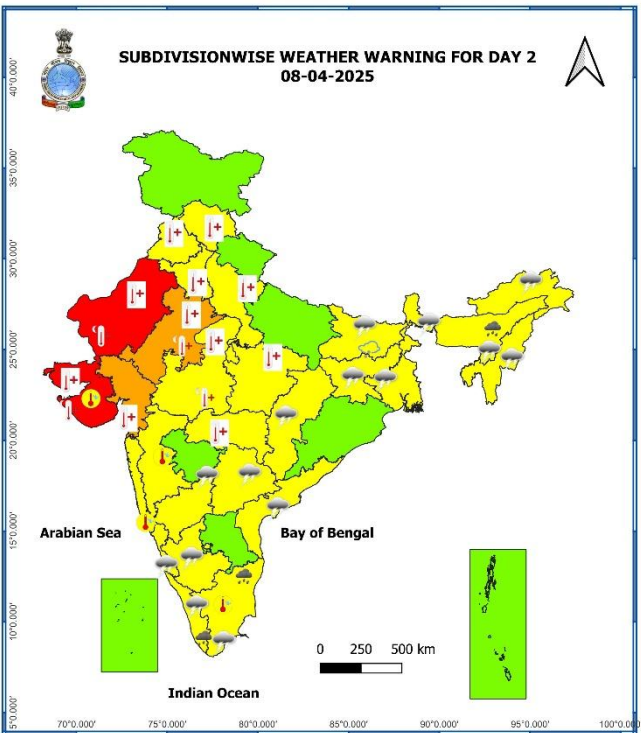 SUBDIVISIONWISE WEATHER WARNING FOR DAY 2
08-04-2025
40°0.000'
35°0.000'
30°0.000'
25°0.000'
20°0.000'
15°0.000'
10°0.000'
5°0.000'
Arabian Sea
Bay of Bengal
0 250 500 km
Indian Ocean
70°0.000' 75°0.000' 80°0.000' 85°0.000' 90°0.000' 95°0.000' 100°0.000'